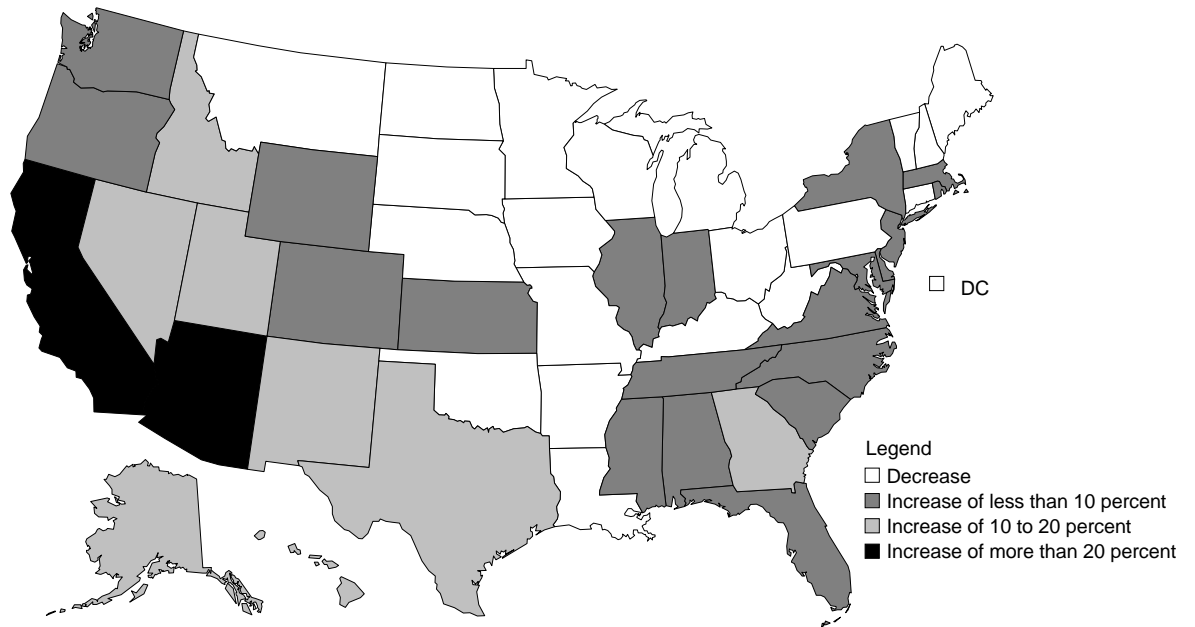 DC
Legend
Decrease
Increase of less than 10 percent
Increase of 10 to 20 percent
Increase of more than 20 percent